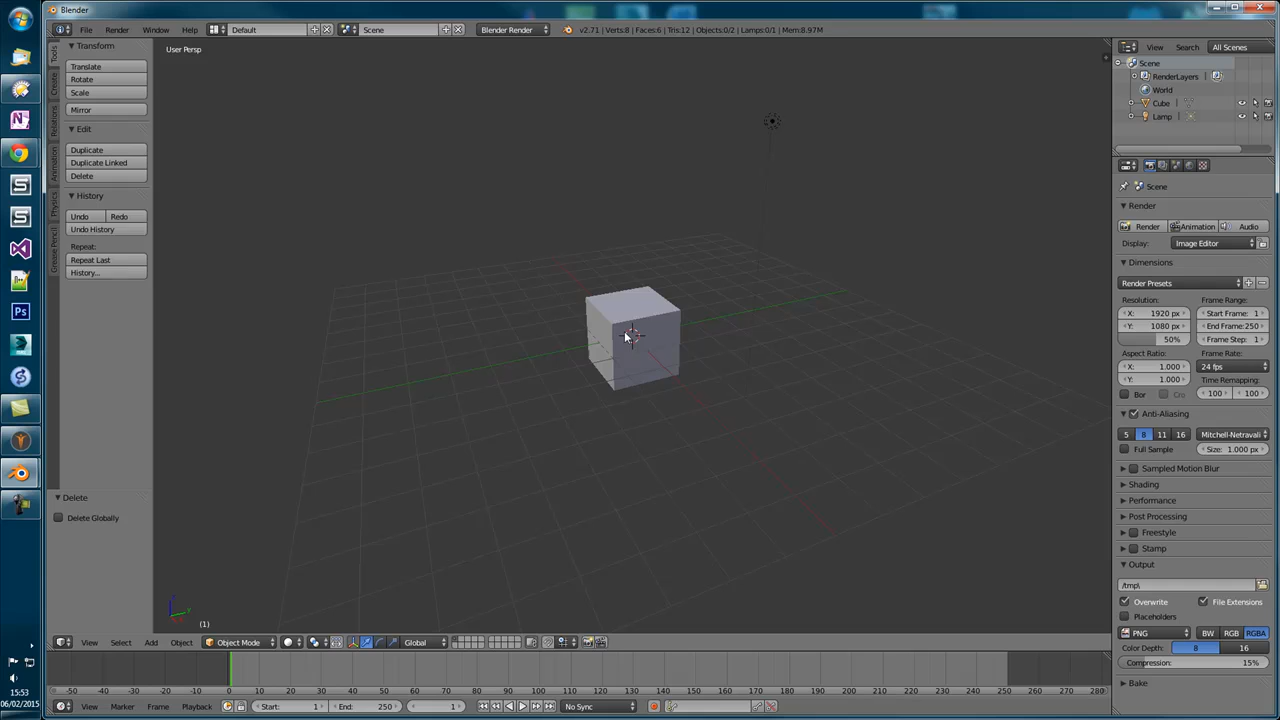 Blender
File Render Window Help Default Scene Blender Render v2.71 | Verts:8 | Faces:6 | Tris:12 | Objects:0/2 | Lamps:0/1 | Mem:8.97M
View Search All Scenes
Tools
Create
Relations
Animation
Physics
Grease Pencil
Transform
Translate
Rotate
Scale
Mirror
Edit
Duplicate
Duplicate Linked
Delete
History
Undo Redo
Undo History
Repeat:
Repeat Last
History...
Delete
Delete Globally
User Persp
(1)
Scene
RenderLayers
World
Cube
Lamp
Scene
Render
Render Animation Audio
Display: Image Editor
Dimensions
Render Presets
Resolution: Frame Range:
X: 1920 px Start Frame: 1
Y: 1080 px End Frame:250
50% Frame Step: 1
Aspect Ratio: Frame Rate:
X: 1.000 24 fps
Y: 1.000 Time Remapping:
Bor Cro 100 100
Anti-Aliasing
5 8 11 16 Mitchell-Netravali
Full Sample Size: 1.000 px
Sampled Motion Blur
Shading
Performance
Post Processing
Freestyle
Stamp
Output
/tmp\
Overwrite File Extensions
Placeholders
PNG BW RGB RGBA
Color Depth: 8 16
Compression: 15%
Bake
View Select Add Object Object Mode Global
-50 -40 -30 -20 -10 0 10 20 30 40 50 60 70 80 90 100 110 120 130 140 150 160 170 180 190 200 210 220 230 240 250 260 270 280
View Marker Frame Playback Start: 1 End: 250 1 No Sync
15:53
06/02/2015